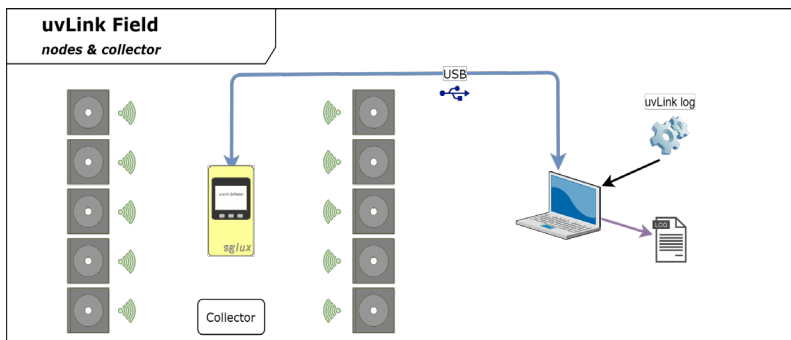 uvLink Field
nodes & collector
USB
uvLink log
LOG
sglux
Collector